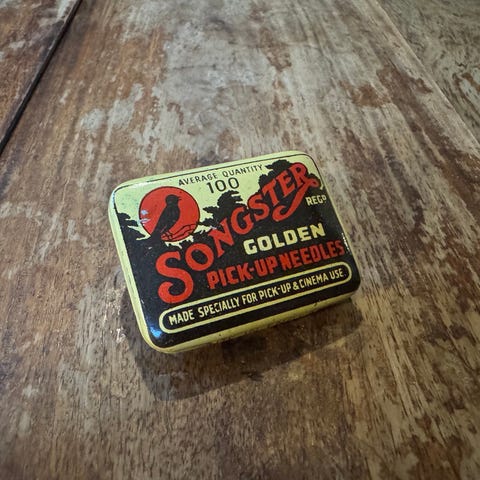 AVERAGE QUANTITY
100
SONGSTER
REGD
GOLDEN
PICK-UP NEEDLES
MADE SPECIALLY FOR PICK-UP & CINEMA USE